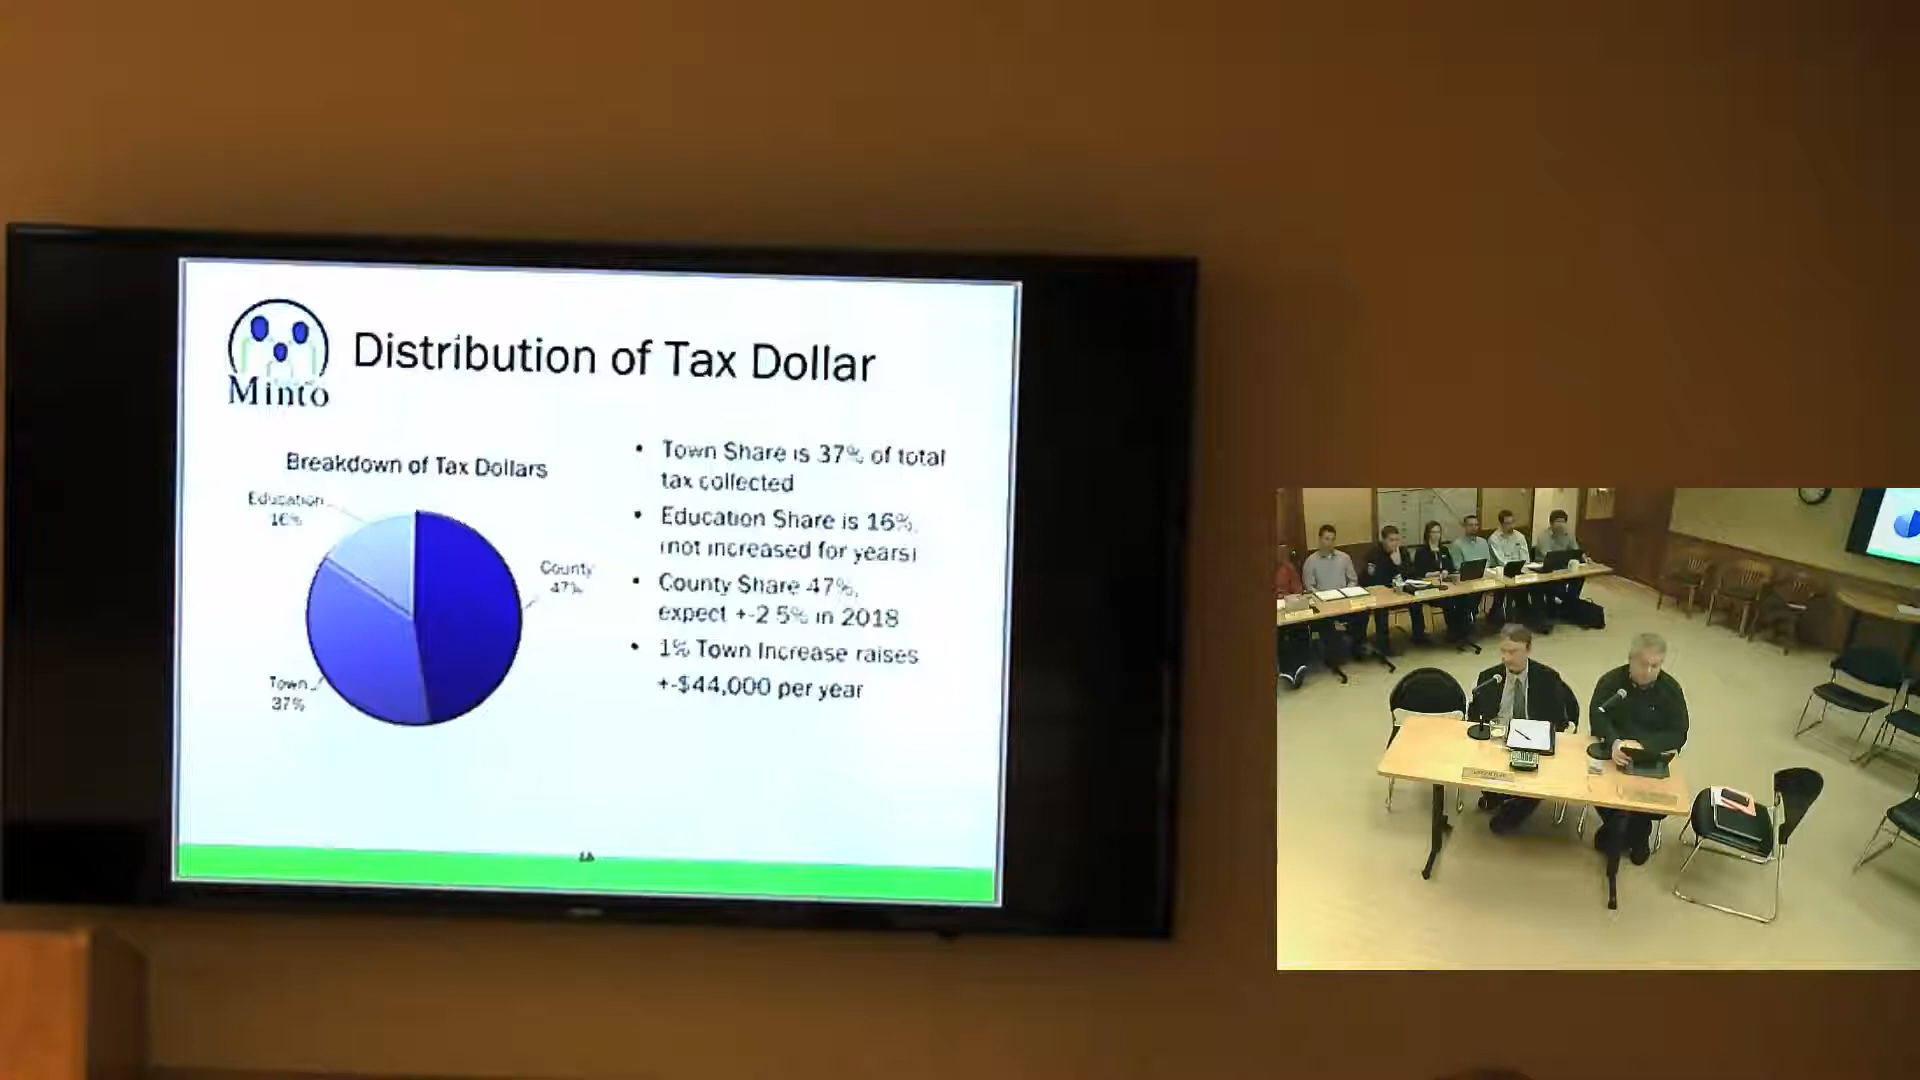 Minto
Distribution of Tax Dollar
Breakdown of Tax Dollars
Education
16%
County
47%
Town
37%
• Town Share is 37% of total
tax collected
• Education Share is 16%,
(not increased for years)
• County Share 47%,
expect +-2.5% in 2018
• 1% Town Increase raises
+-$44,000 per year